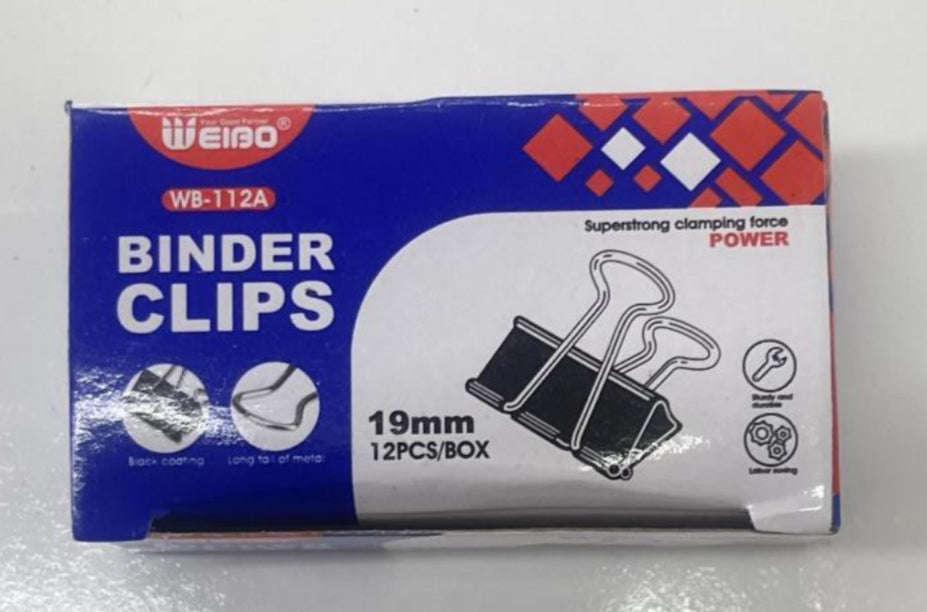 Your Good Partner
WEIBO®
WB-112A
BINDER
CLIPS
Black coating
Long tail of metal
Superstrong clamping force
POWER
19mm
12PCS/BOX
Sturdy and
durable
Labor saving